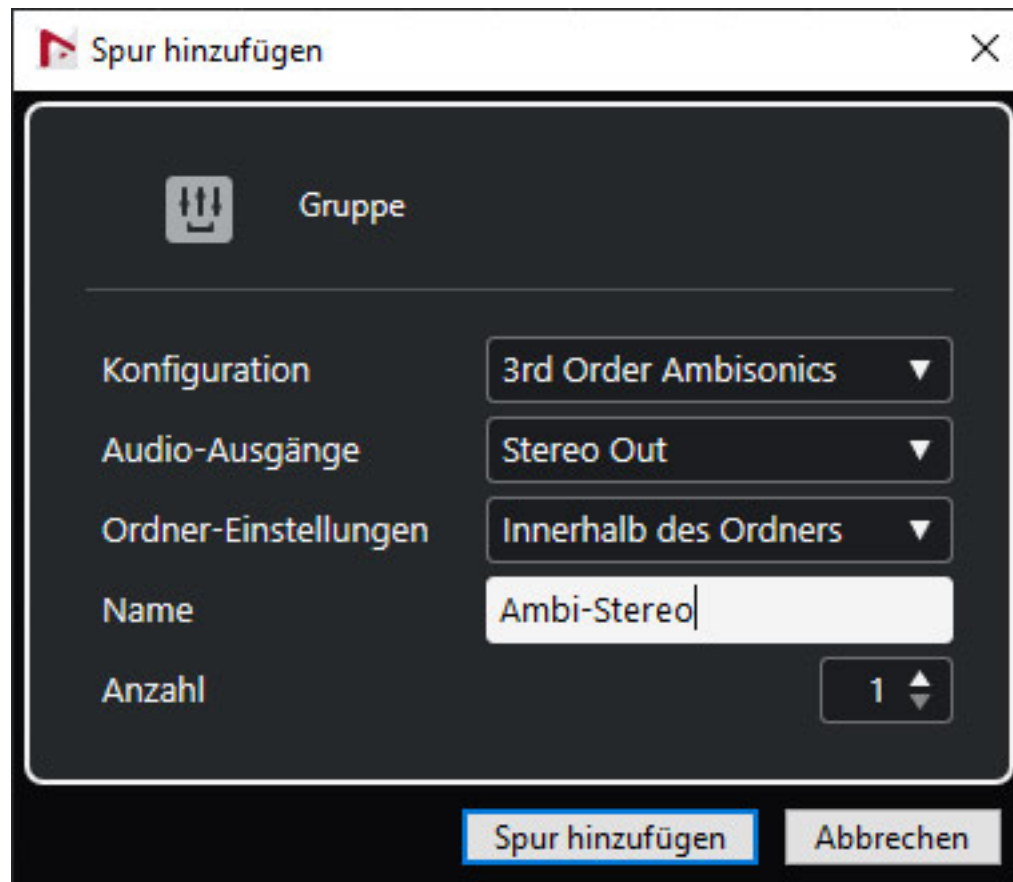 Spur hinzufügen
Gruppe
Konfiguration 3rd Order Ambisonics
Audio-Ausgänge Stereo Out
Ordner-Einstellungen Innerhalb des Ordners
Name Ambi-Stereo
Anzahl 1
Spur hinzufügen Abbrechen